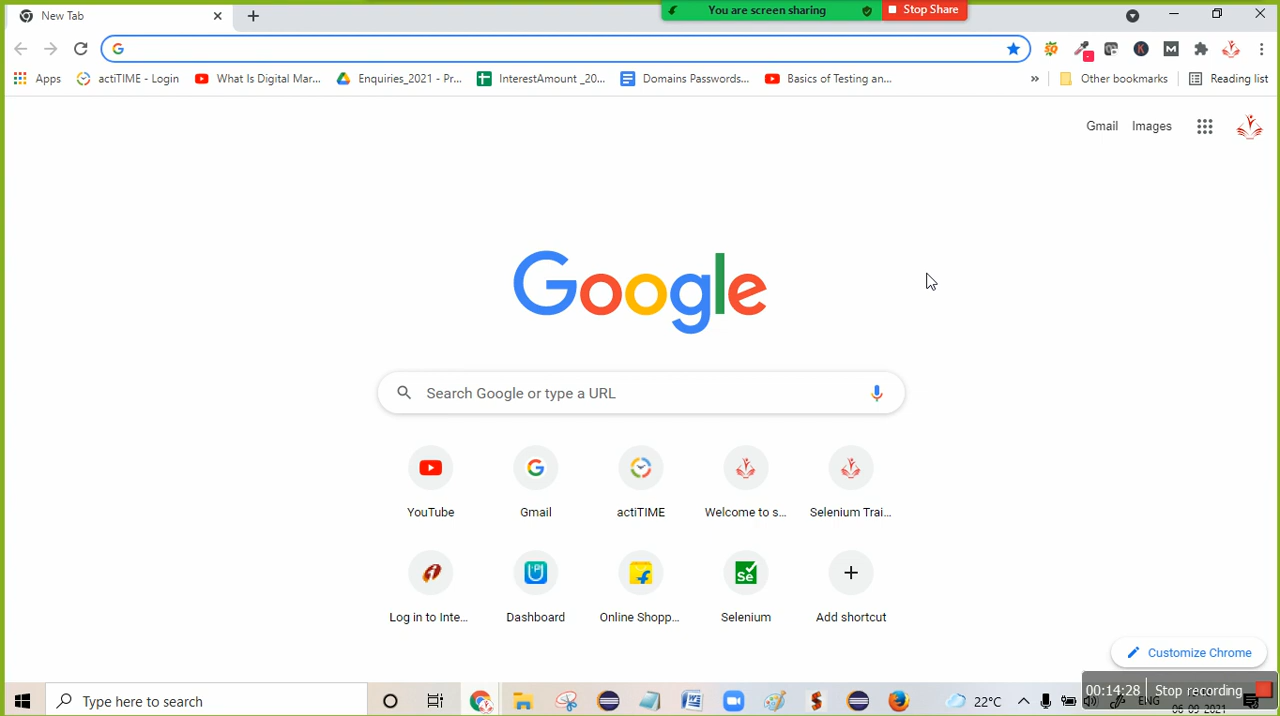 You are screen sharing
Stop Share
New Tab
Apps
actiTIME - Login
What Is Digital Mar...
Enquiries_2021 - Pr...
InterestAmount _20...
Domains Passwords...
Basics of Testing an...
»
Other bookmarks
Reading list
Gmail
Images
Google
Search Google or type a URL
YouTube
Gmail
actiTIME
Welcome to s...
Selenium Trai...
Log in to Inte...
Dashboard
Online Shopp...
Selenium
Add shortcut
Customize Chrome
00:14:28
Stop recording
Type here to search
22°C
ENG
06-09-2021